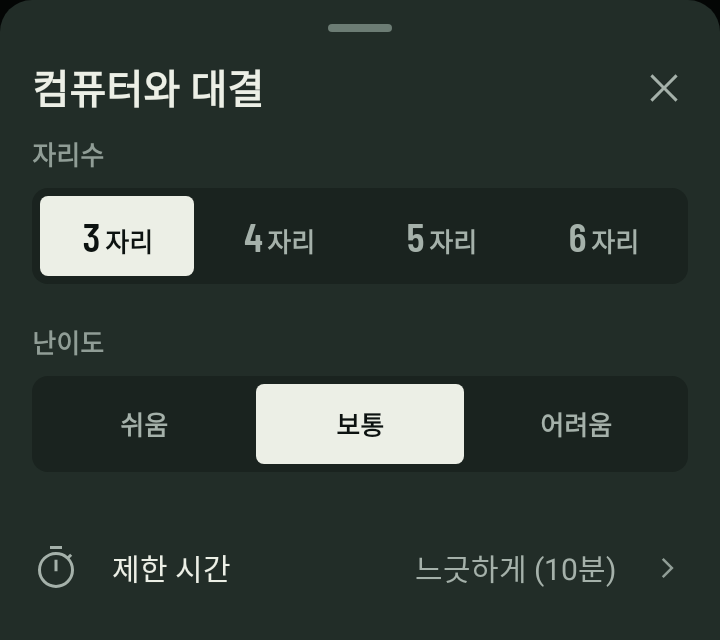 컴퓨터와 대결
자리수
3 자리 4 자리 5 자리 6 자리
난이도
쉬움 보통 어려움
제한 시간 느긋하게 (10분)